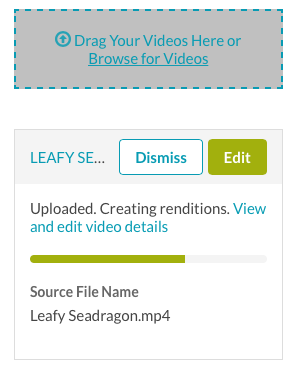 Drag Your Videos Here or
Browse for Videos
LEAFY SE...
Dismiss
Edit
Uploaded. Creating renditions. View
and edit video details
Source File Name
Leafy Seadragon.mp4